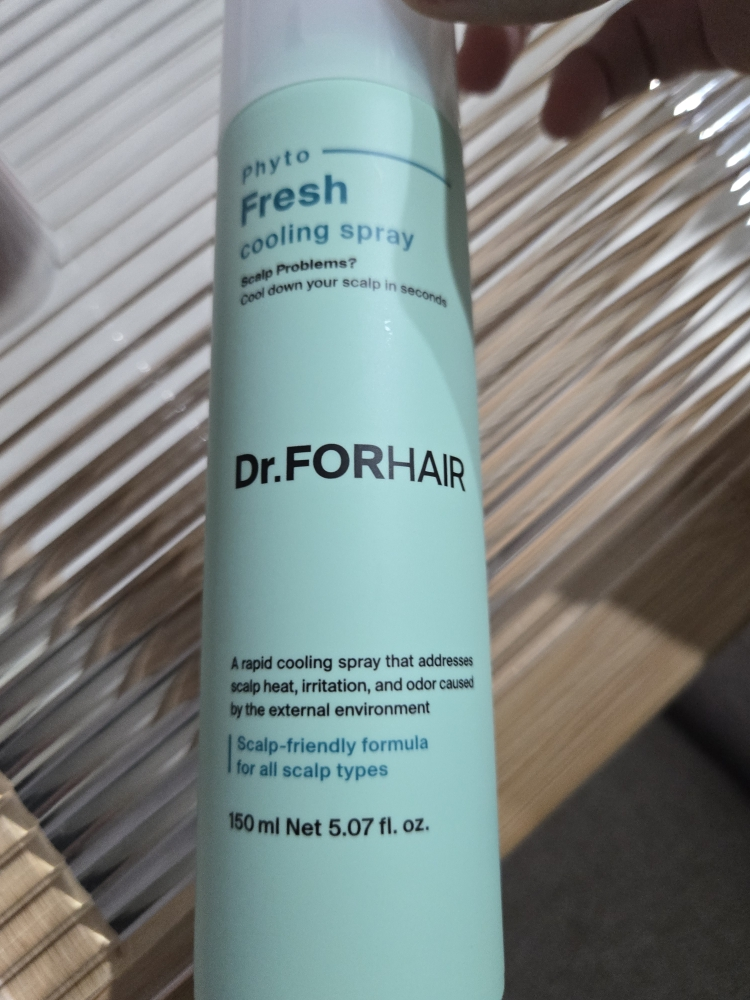 Phyto
Fresh
cooling spray
Scalp Problems?
Cool down your scalp in seconds
Dr.FORHAIR
A rapid cooling spray that addresses
scalp heat, irritation, and odor caused
by the external environment
Scalp-friendly formula
for all scalp types
150 ml Net 5.07 fl. oz.